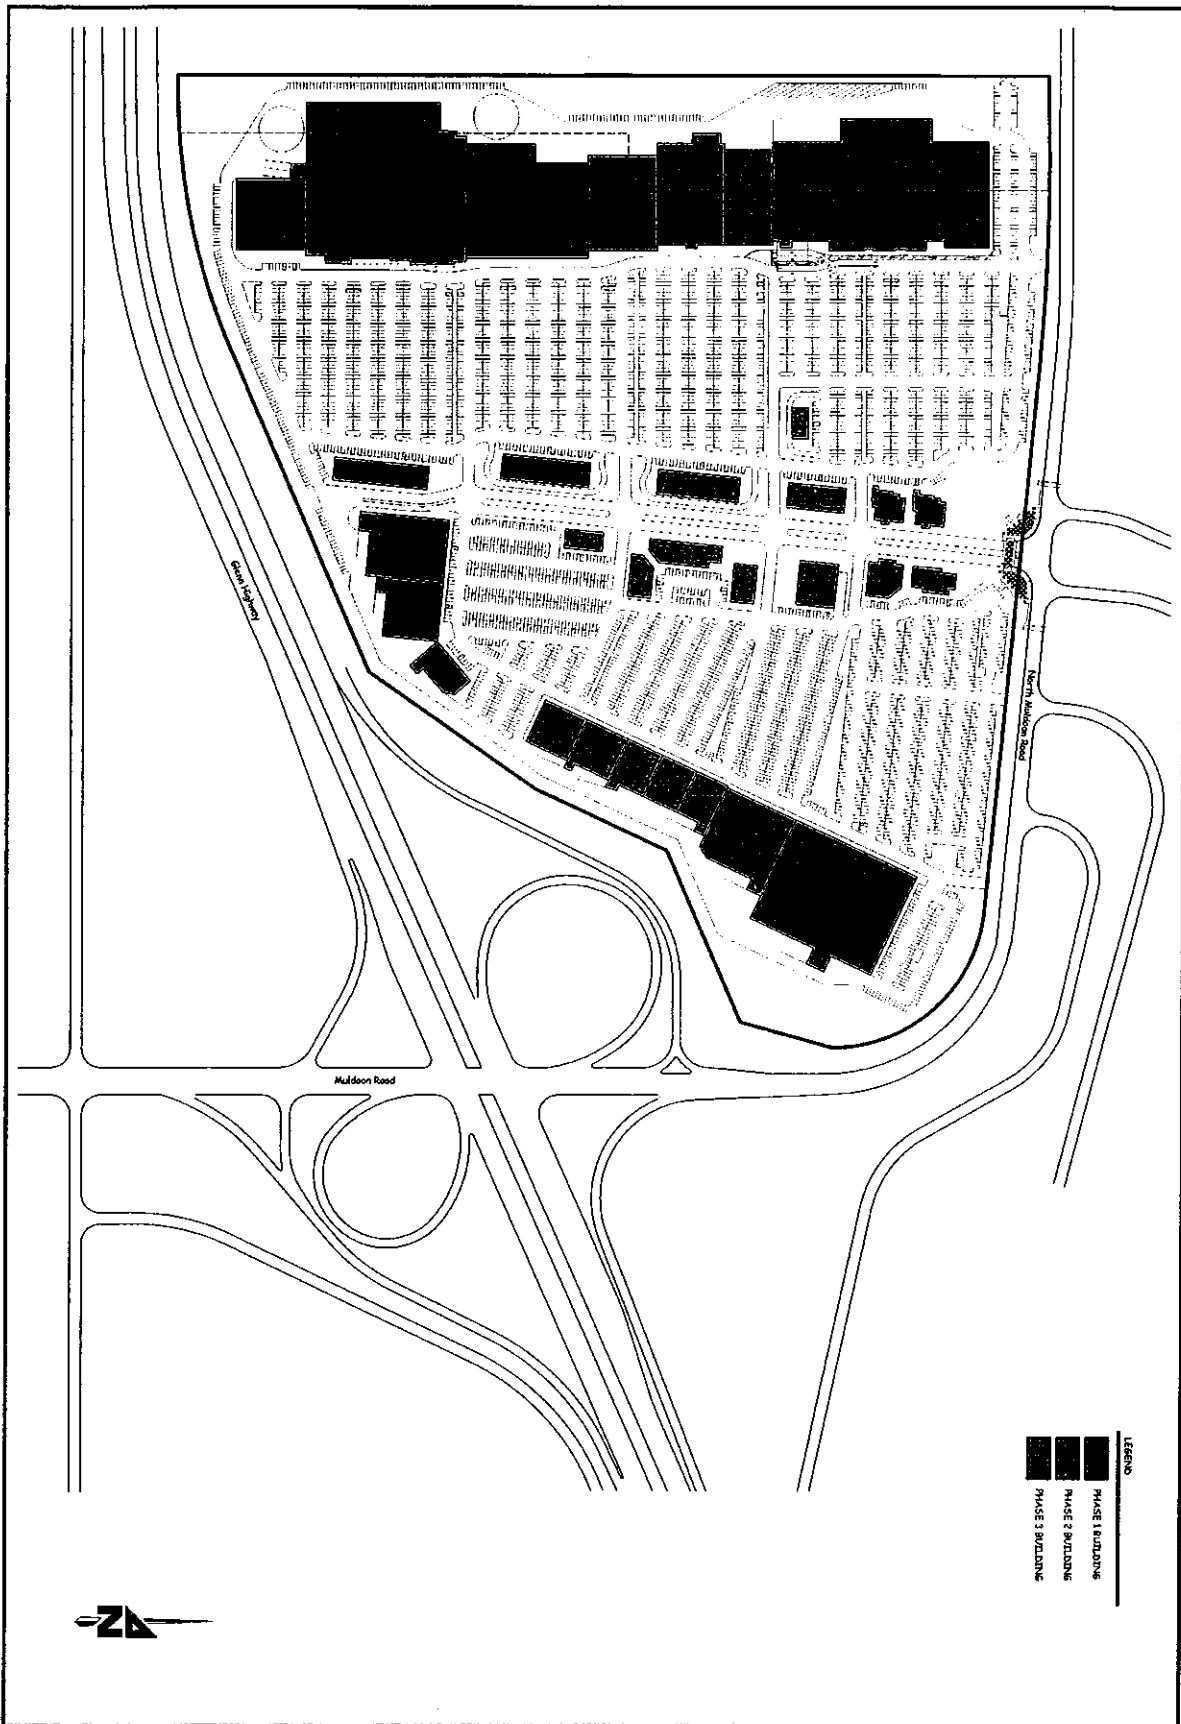 Glenn Highway
North Muldoon Road
Muldoon Road
LEGEND
PHASE 1 BUILDING
PHASE 2 BUILDING
PHASE 3 BUILDING
N